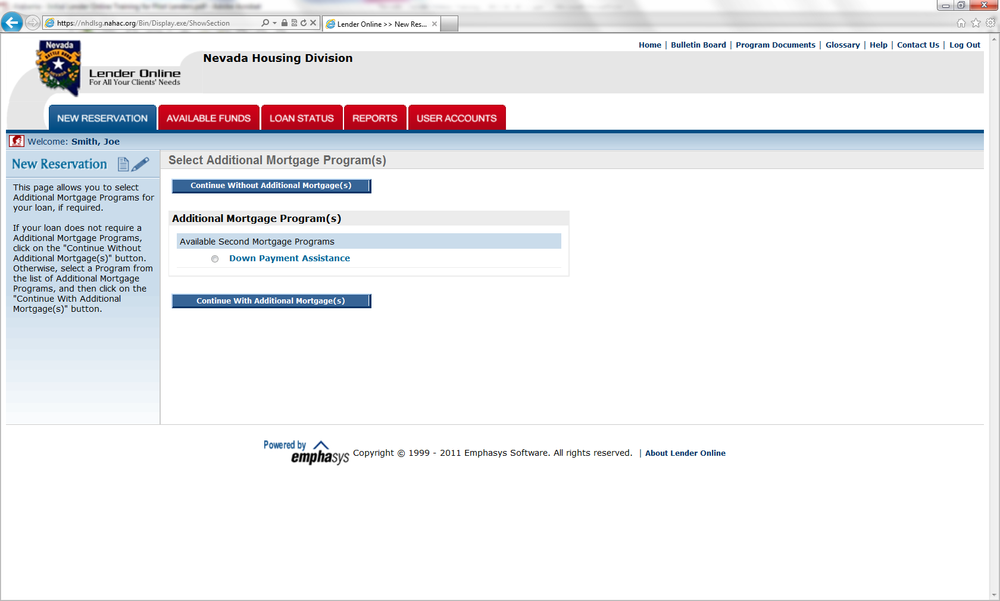 https://nhdlsg.nahac.org/Bin/Display.exe/ShowSection
Lender Online >> New Res...
Home | Bulletin Board | Program Documents | Glossary | Help | Contact Us | Log Out
Nevada
Nevada Housing Division
Lender Online
For All Your Clients' Needs
NEW RESERVATION
AVAILABLE FUNDS
LOAN STATUS
REPORTS
USER ACCOUNTS
Welcome: Smith, Joe
New Reservation
This page allows you to select
Additional Mortgage Programs for
your loan, if required.
If your loan does not require a
Additional Mortgage Programs,
click on the "Continue Without
Additional Mortgage(s)" button.
Otherwise, select a Program from
the list of Additional Mortgage
Programs, and then click on the
"Continue With Additional
Mortgage(s)" button.
Select Additional Mortgage Program(s)
Continue Without Additional Mortgage(s)
Additional Mortgage Program(s)
Available Second Mortgage Programs
Down Payment Assistance
Continue With Additional Mortgage(s)
Powered by
emphasys
Copyright © 1999 - 2011 Emphasys Software. All rights reserved. | About Lender Online